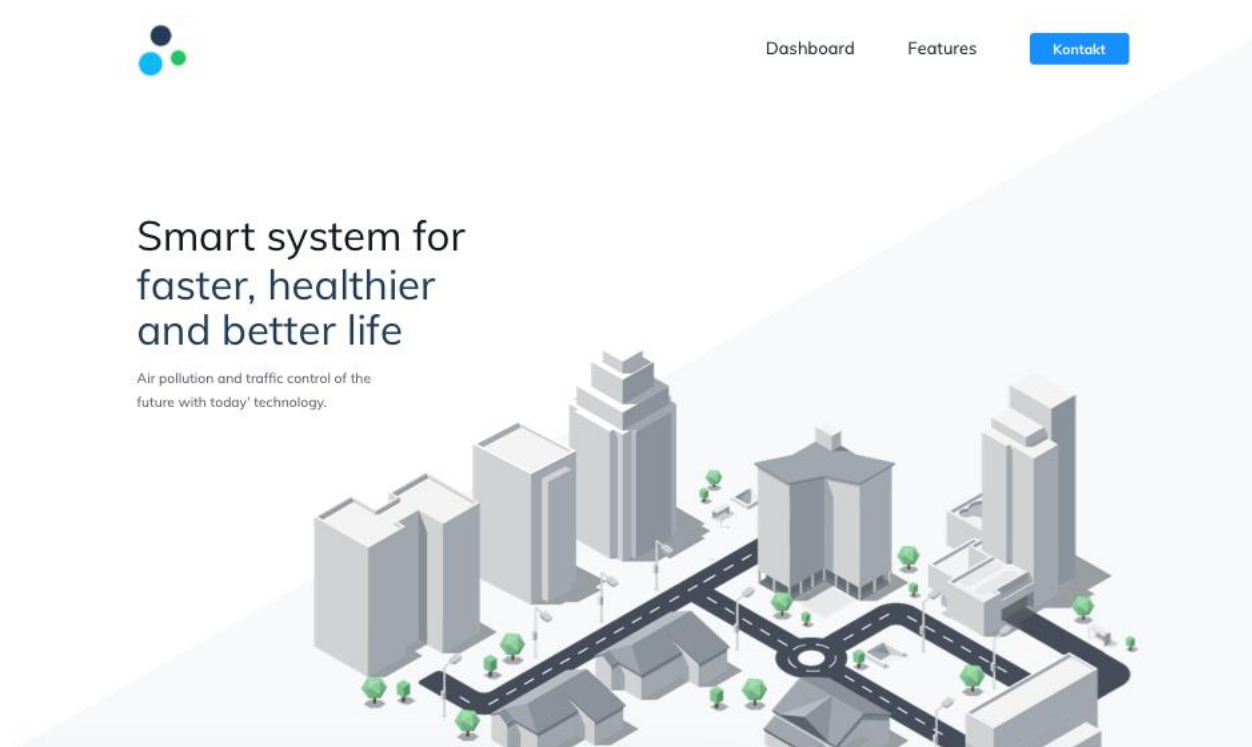 Dashboard Features Kontakt
Smart system for
faster, healthier
and better life
Air pollution and traffic control of the
future with today' technology.